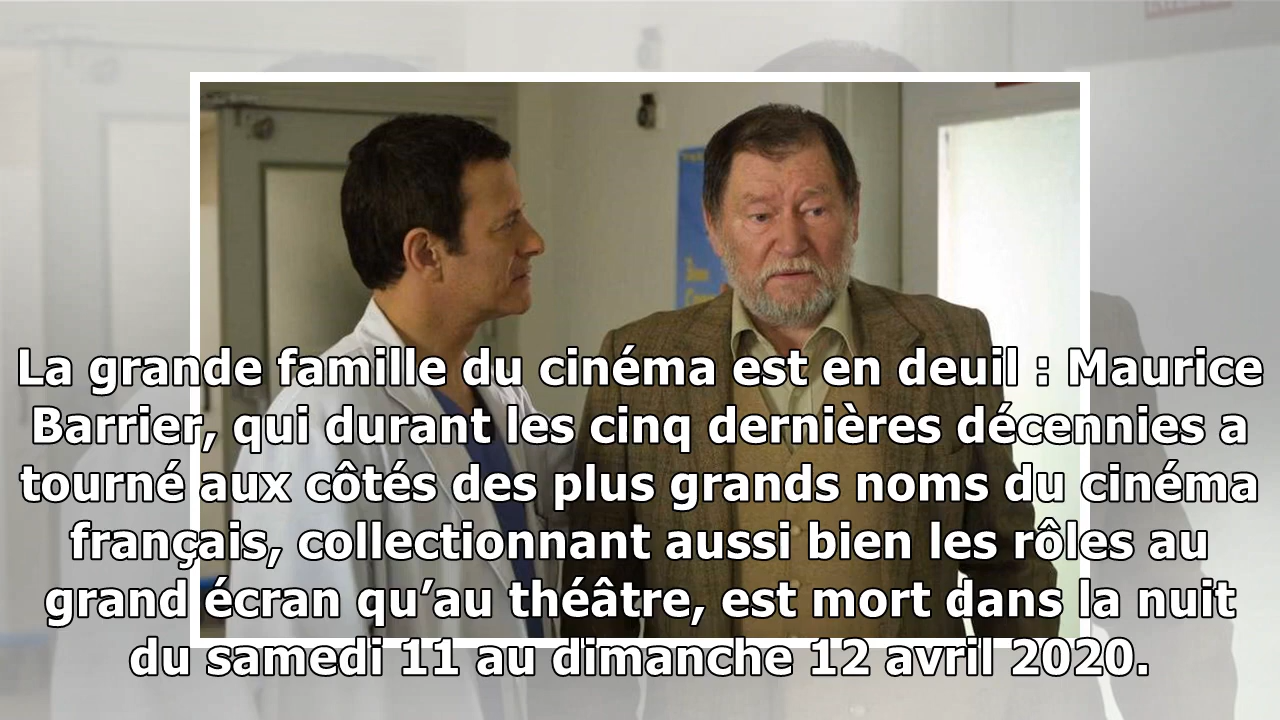 La grande famille du cinéma est en deuil : Maurice
Barrier, qui durant les cinq dernières décennies a
tourné aux côtés des plus grands noms du cinéma
français, collectionnant aussi bien les rôles au
grand écran qu’au théâtre, est mort dans la nuit
du samedi 11 au dimanche 12 avril 2020.